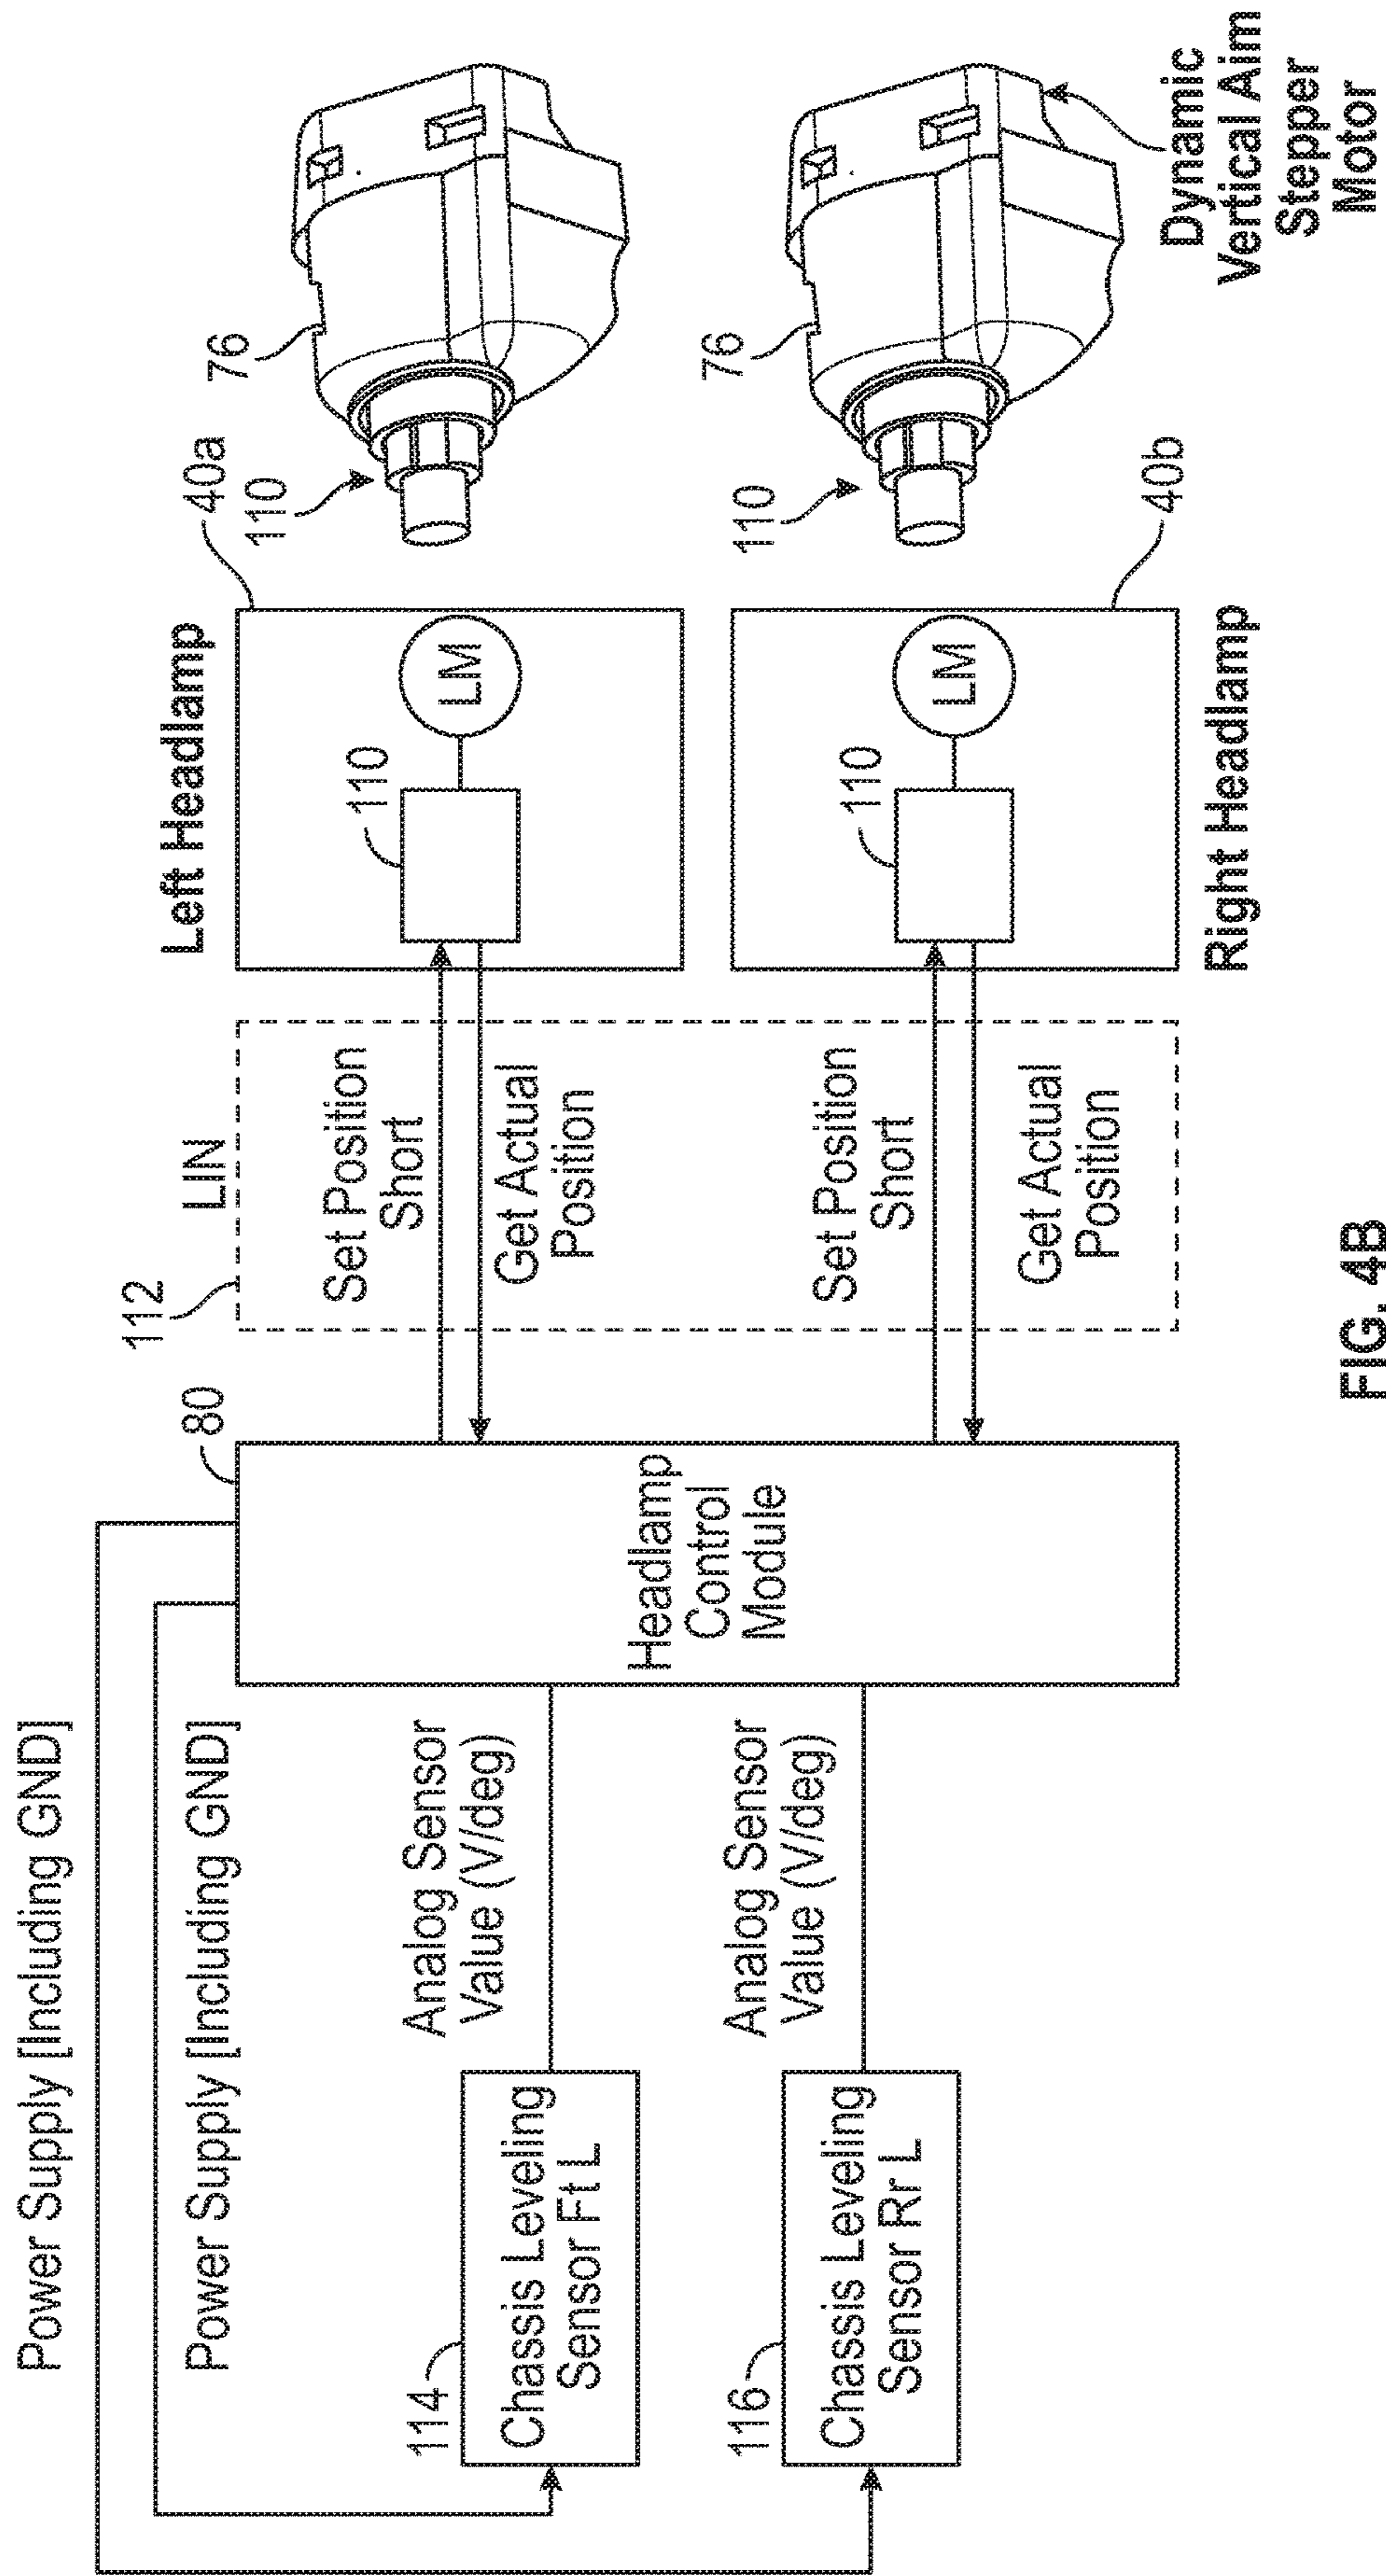 Power Supply [Including GND]
Power Supply [Including GND]
114
Chassis Leveling
Sensor Ft L
116
Chassis Leveling
Sensor Rr L
Analog Sensor
Value (V/deg)
Analog Sensor
Value (V/deg)
80
Headlamp
Control
Module
112
LIN
Set Position
Short
Get Actual
Position
Set Position
Short
Get Actual
Position
Left Headlamp
40a
110
LM
110
LM
40b
Right Headlamp
110
76
110
76
Dynamic
Vertical Aim
Stepper
Motor
FIG. 4B